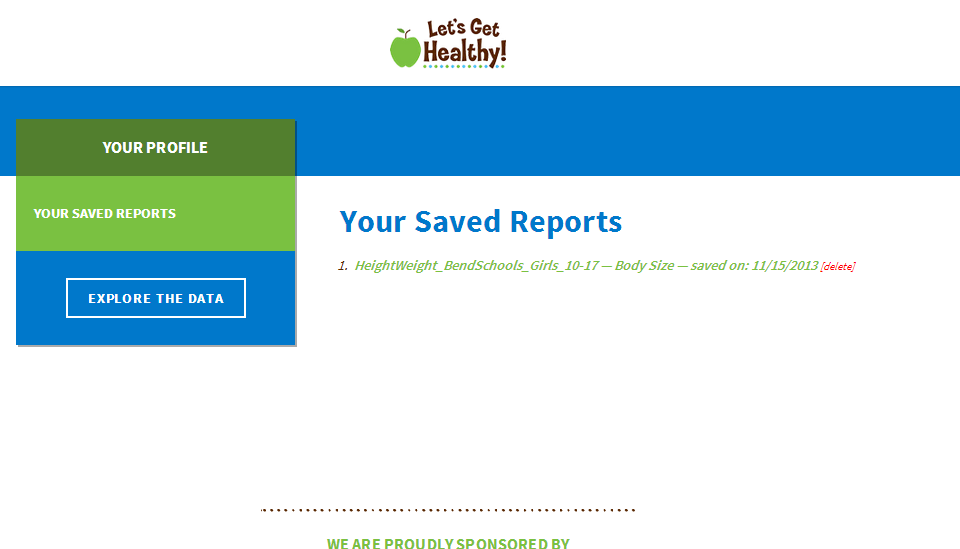 Let's Get
Healthy!
YOUR PROFILE
YOUR SAVED REPORTS
EXPLORE THE DATA
Your Saved Reports
1. HeightWeight_BendSchools_Girls_10-17 — Body Size — saved on: 11/15/2013 [delete]
WE ARE PROUDLY SPONSORED BY